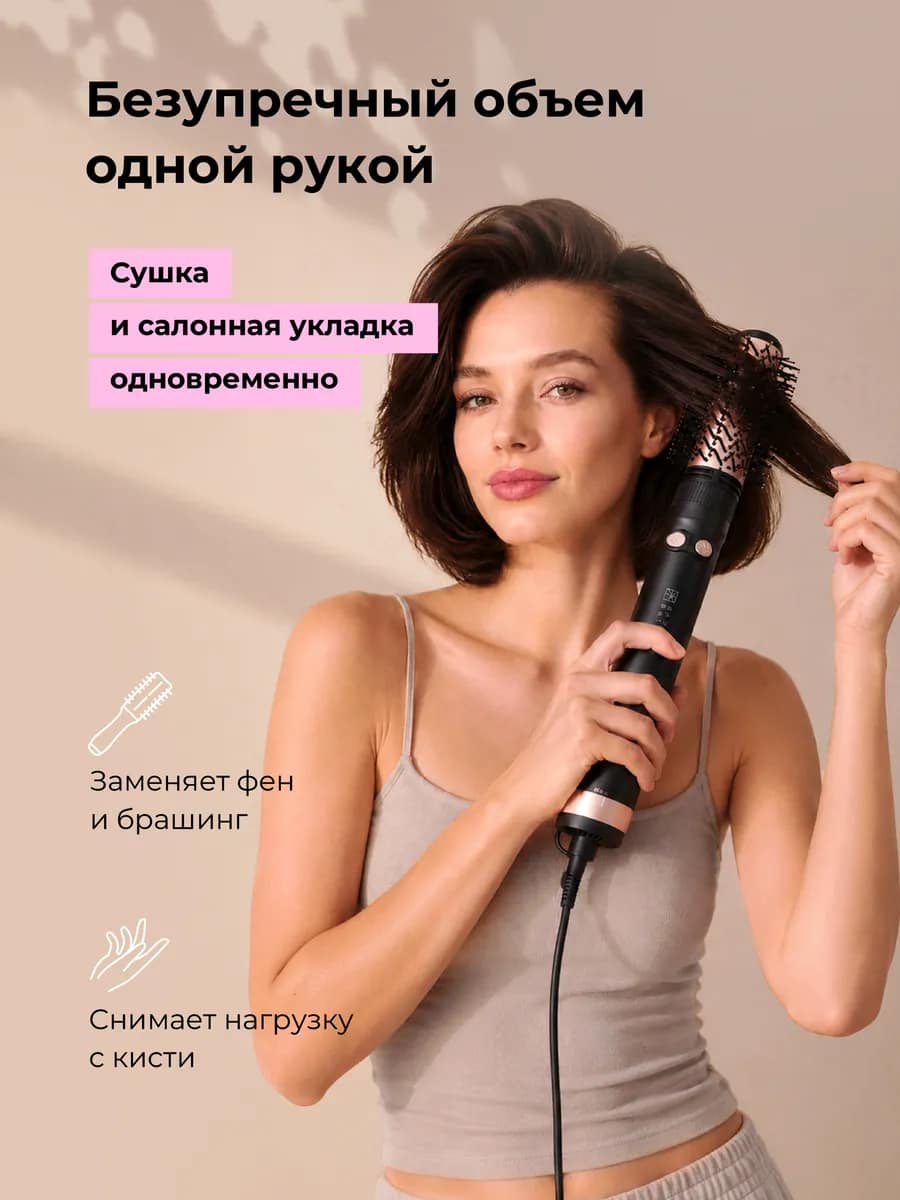 Безупречный объем
одной рукой
Сушка
и салонная укладка
одновременно
Заменяет фен
и брашинг
Снимает нагрузку
с кисти